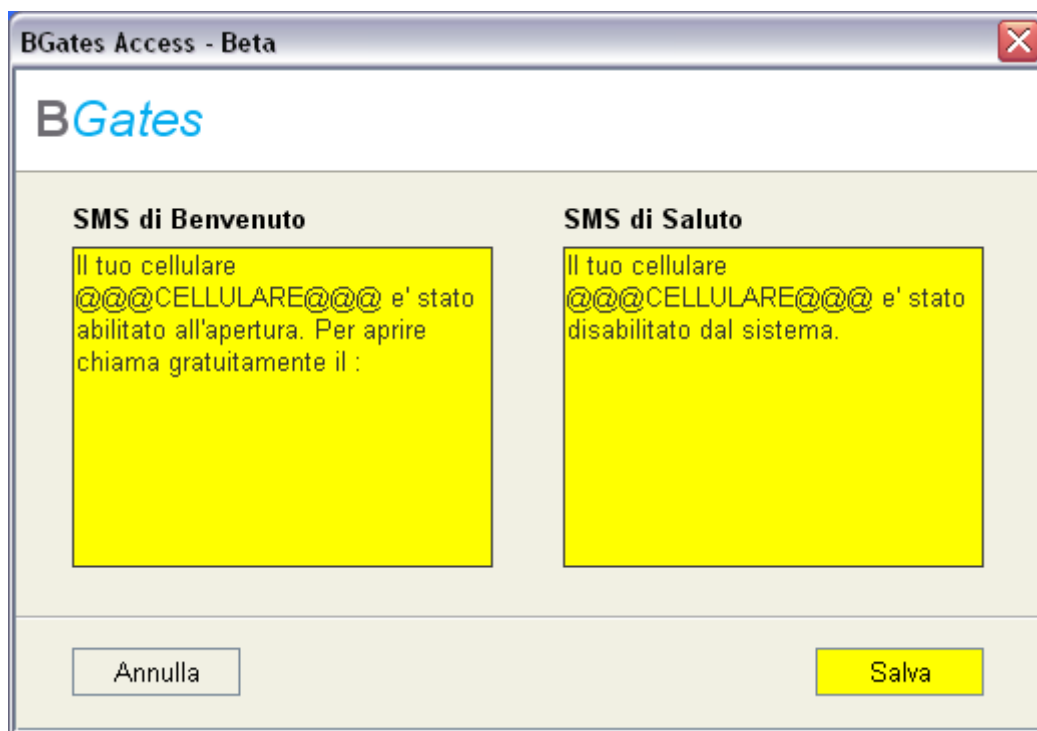 BGates Access - Beta
BGates
SMS di Benvenuto
Il tuo cellulare
@@@CELLULARE@@@ e' stato
abilitato all'apertura. Per aprire
chiama gratuitamente il :
SMS di Saluto
Il tuo cellulare
@@@CELLULARE@@@ e' stato
disabilitato dal sistema.
Annulla
Salva